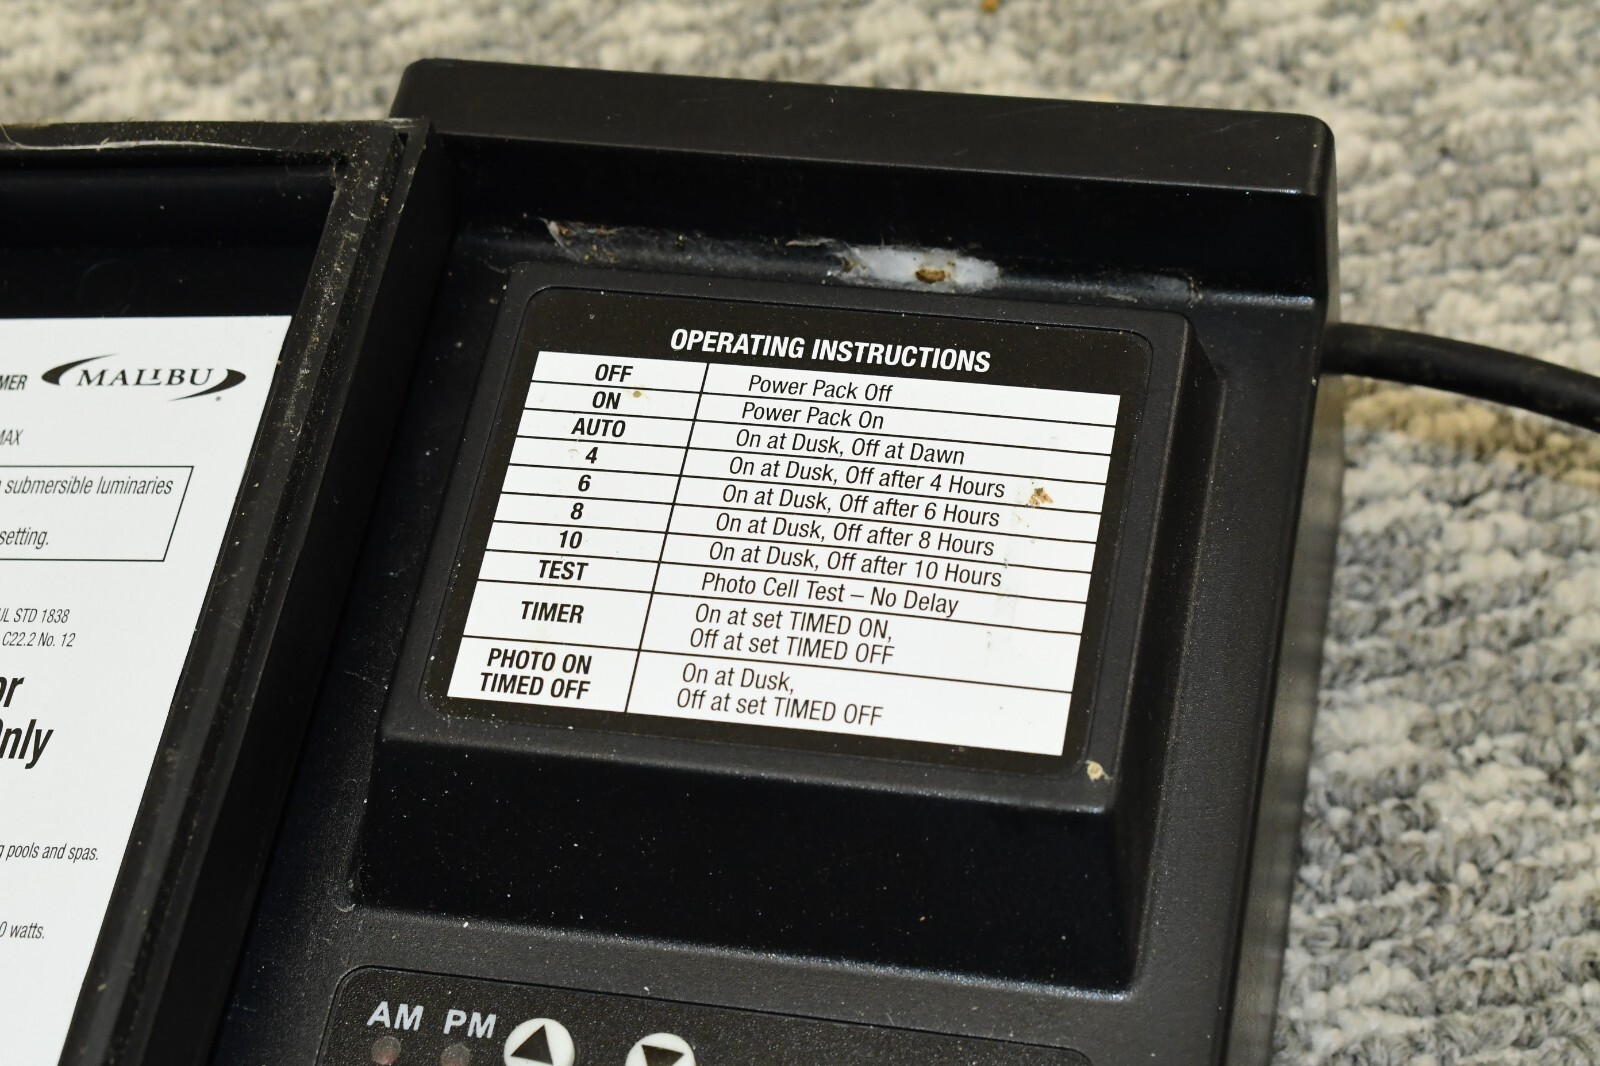 MALIBU
submersible luminaries
setting.
UL STD 1838
C22.2 No. 12
pools and spas.
watts.
OPERATING INSTRUCTIONS
OFF Power Pack Off
ON Power Pack On
AUTO On at Dusk, Off at Dawn
4 On at Dusk, Off after 4 Hours
6 On at Dusk, Off after 6 Hours
8 On at Dusk, Off after 8 Hours
10 On at Dusk, Off after 10 Hours
TEST Photo Cell Test – No Delay
TIMER On at set TIMED ON,
Off at set TIMED OFF
PHOTO ON
TIMED OFF
On at Dusk,
Off at set TIMED OFF
AM PM